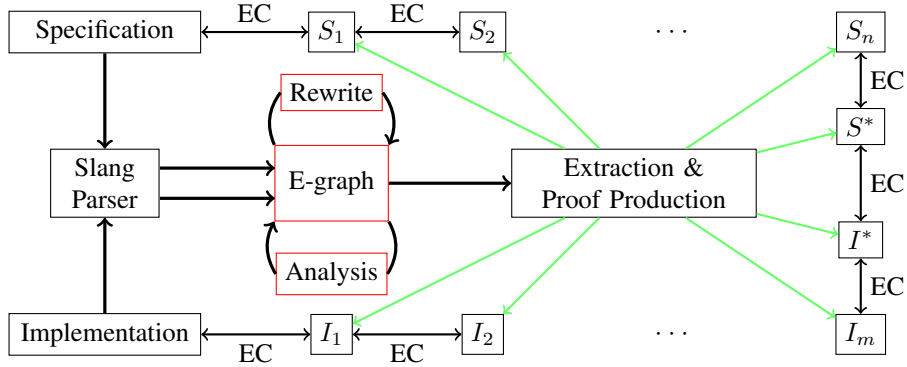 Specification EC S₁ EC S₂ · · · Sₙ
EC
Rewrite
S*
Slang
Parser
E-graph
Extraction &
Proof Production
EC
I*
Analysis
EC
Implementation EC I₁ EC I₂ · · · Iₘ